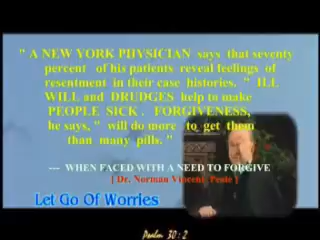 " A NEW YORK PHYSICIAN says that seventy
percent of his patients reveal feelings of
resentment in their case histories. " ILL
WILL and DRUDGES help to make
PEOPLE SICK . FORGIVENESS,
he says, " will do more to get them
than many pills. "
--- WHEN FACED WITH A NEED TO FORGIVE
[ Dr. Norman Vincent Peale ]
Let Go Of Worries
Psalm 30 : 2